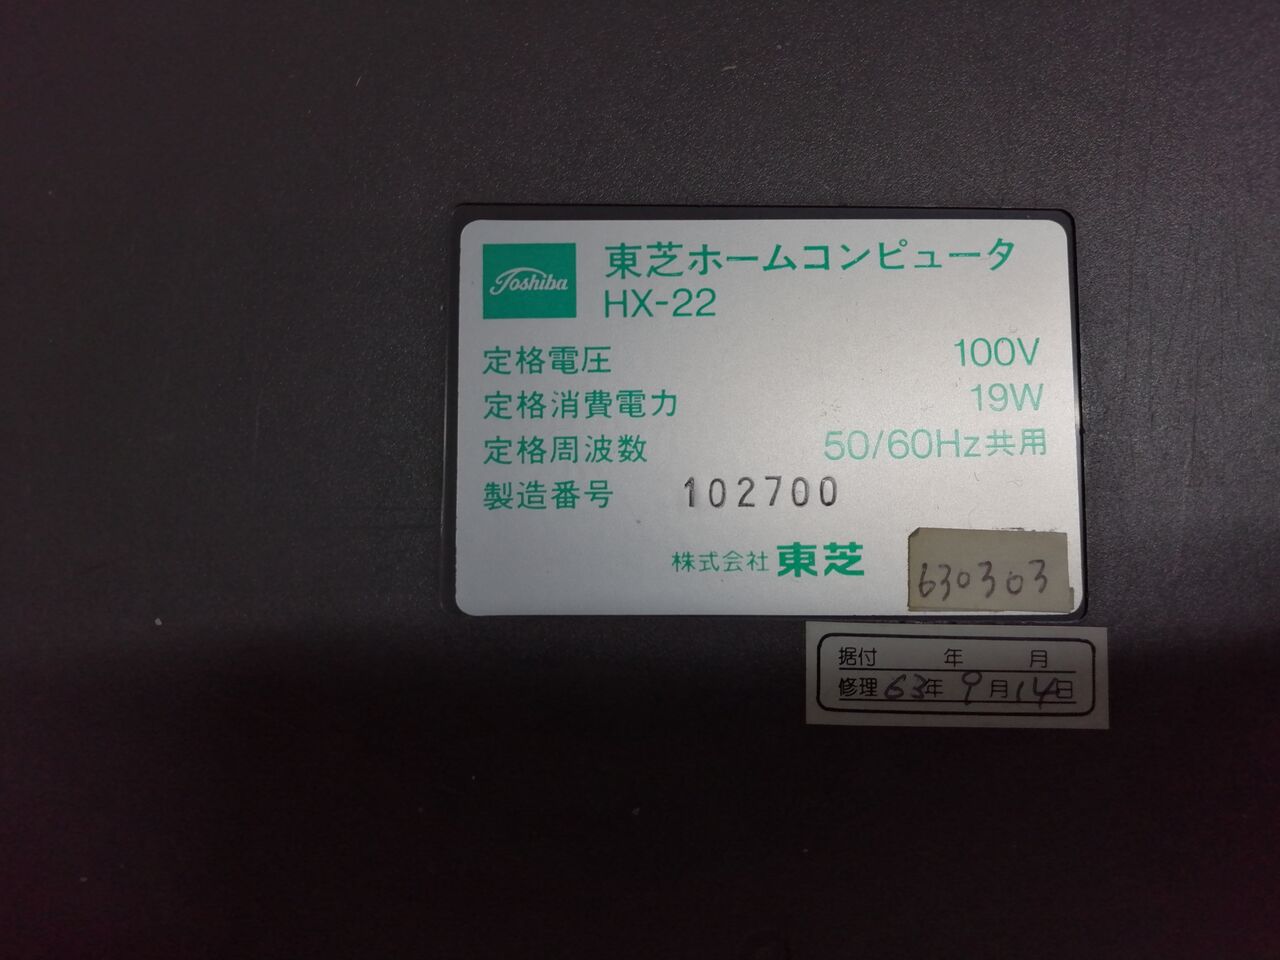 Toshiba
東芝ホームコンピュータ
HX-22
定格電圧 100V
定格消費電力 19W
定格周波数 50/60Hz共用
製造番号 102700
株式会社 東芝
630303
据付 年 月
修理 63年 9月 14日